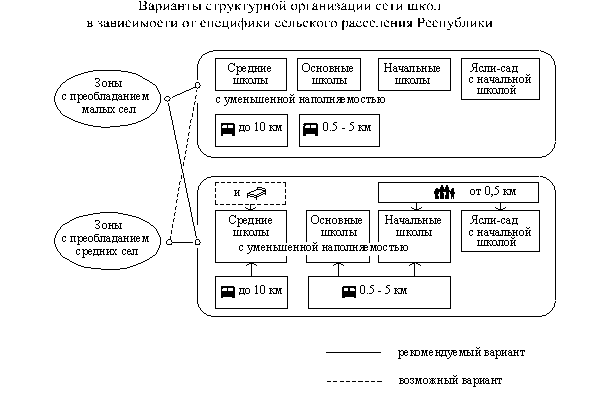 Варианты структурной организации сети школ
в зависимости от специфики сельского расселения Республики
Зоны
с преобладанием
малых сел
Средние
школы
Основные
школы
Начальные
школы
Ясли-сад
с начальной
школой
с уменьшенной наполняемостью
до 10 км
0.5 - 5 км
Зоны
с преобладанием
средних сел
и
от 0,5 км
Средние
школы
Основные
школы
Начальные
школы
Ясли-сад
с начальной
школой
с уменьшенной наполняемостью
до 10 км
0.5 - 5 км
рекомендуемый вариант
возможный вариант